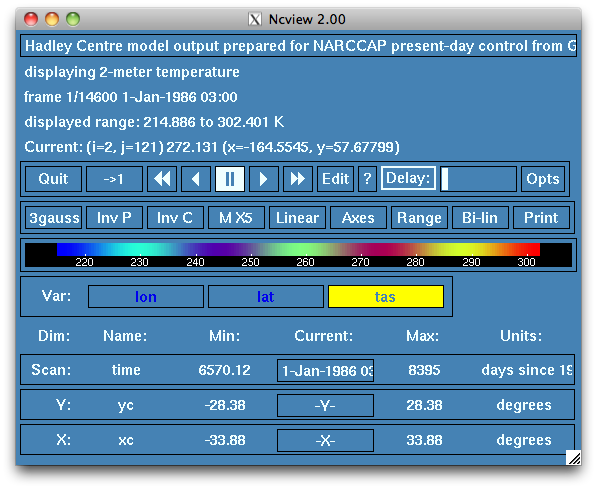 Ncview 2.00
Hadley Centre model output prepared for NARCCAP present-day control from G
displaying 2-meter temperature
frame 1/14600 1-Jan-1986 03:00
displayed range: 214.886 to 302.401 K
Current: (i=2, j=121) 272.131 (x=-164.5545, y=57.67799)
Quit ->1 Edit ? Delay: Opts
3gauss Inv P Inv C M X5 Linear Axes Range Bi-lin Print
220 230 240 250 260 270 280 290 300
Var: lon lat tas
Dim: Name: Min: Current: Max: Units:
Scan: time 6570.12 1-Jan-1986 03 8395 days since 19
Y: yc -28.38 -Y- 28.38 degrees
X: xc -33.88 -X- 33.88 degrees